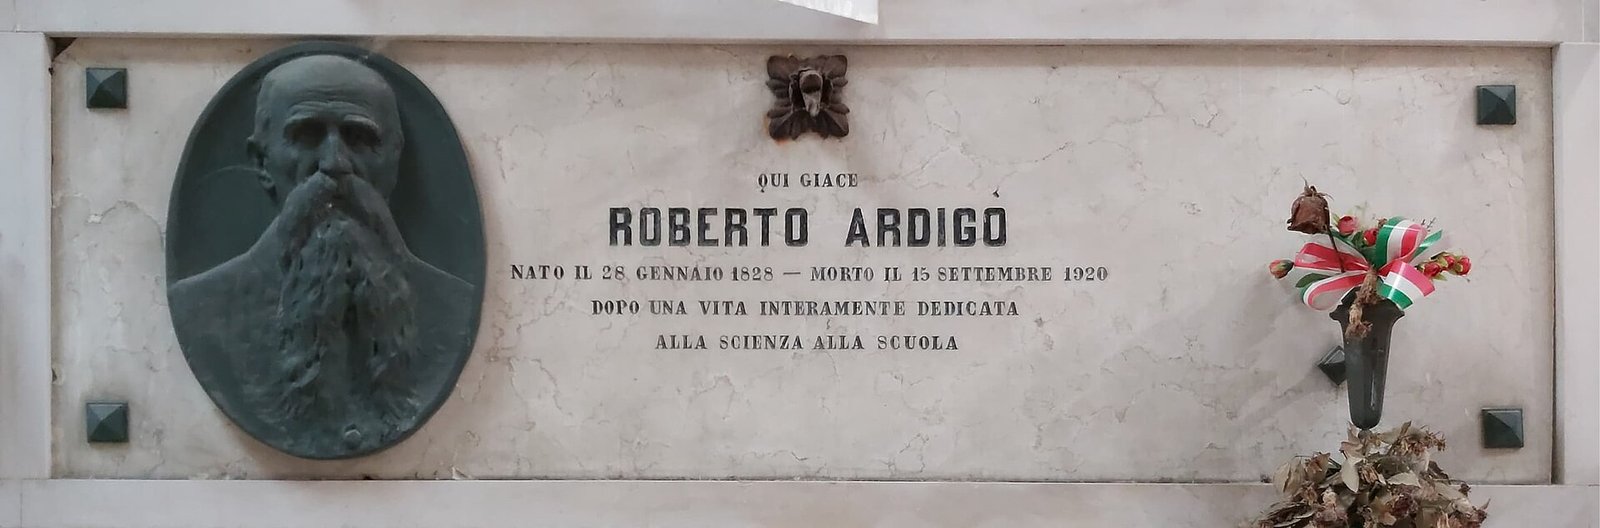 QUI GIACE
ROBERTO ARDIGÒ
NATO IL 28 GENNAIO 1828 — MORTO IL 15 SETTEMBRE 1920
DOPO UNA VITA INTERAMENTE DEDICATA
ALLA SCIENZA ALLA SCUOLA